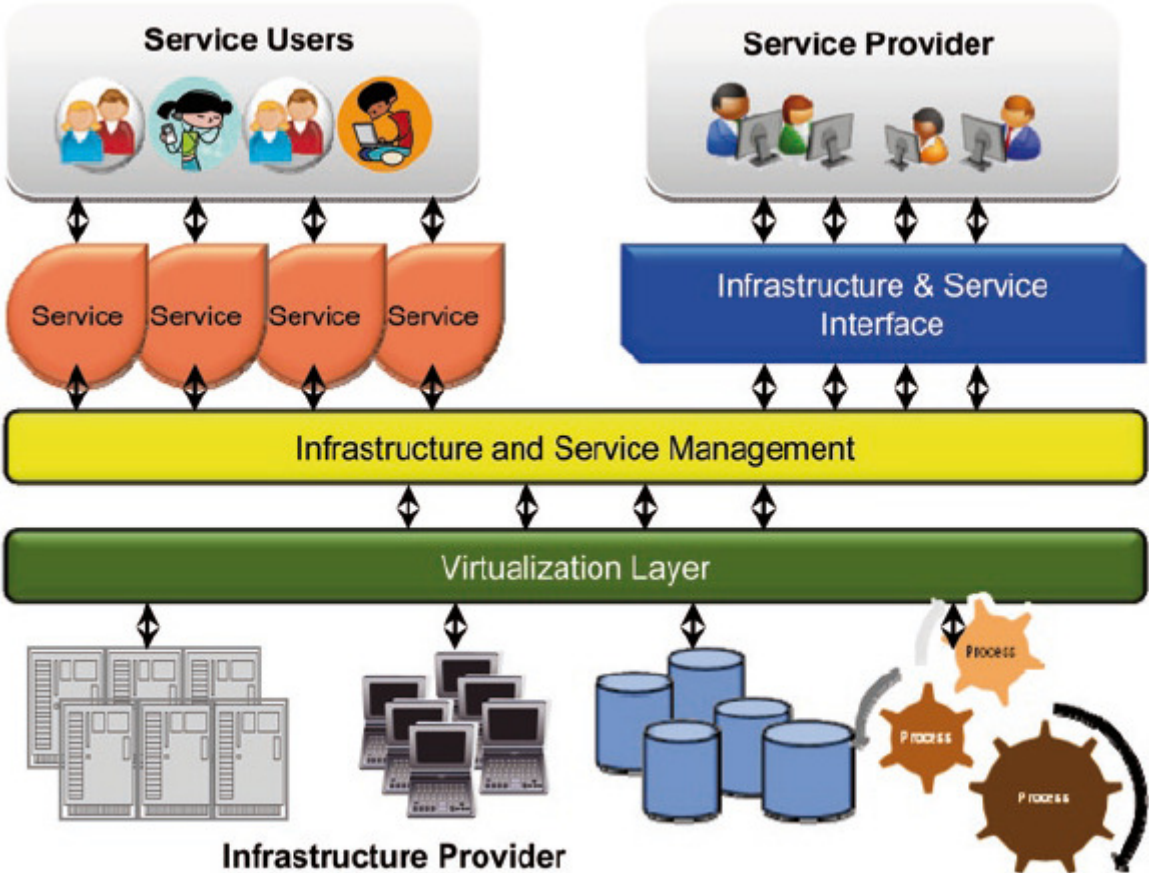 Service Users
Service Provider
Service
Service
Service
Service
Infrastructure & Service
Interface
Infrastructure and Service Management
Virtualization Layer
Process
Process
Process
Infrastructure Provider